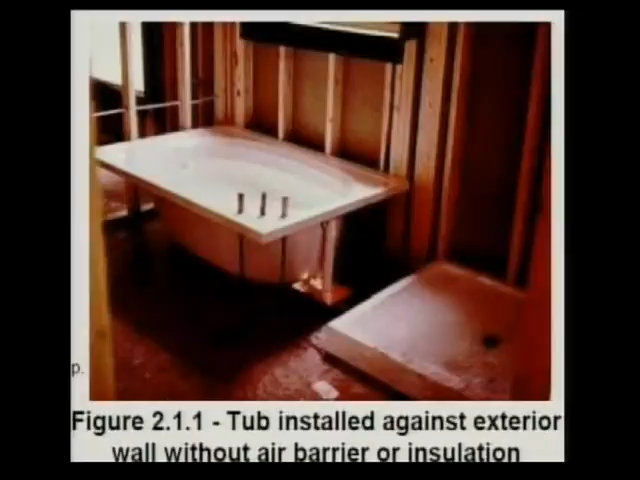 p.
Figure 2.1.1 - Tub installed against exterior
wall without air barrier or insulation